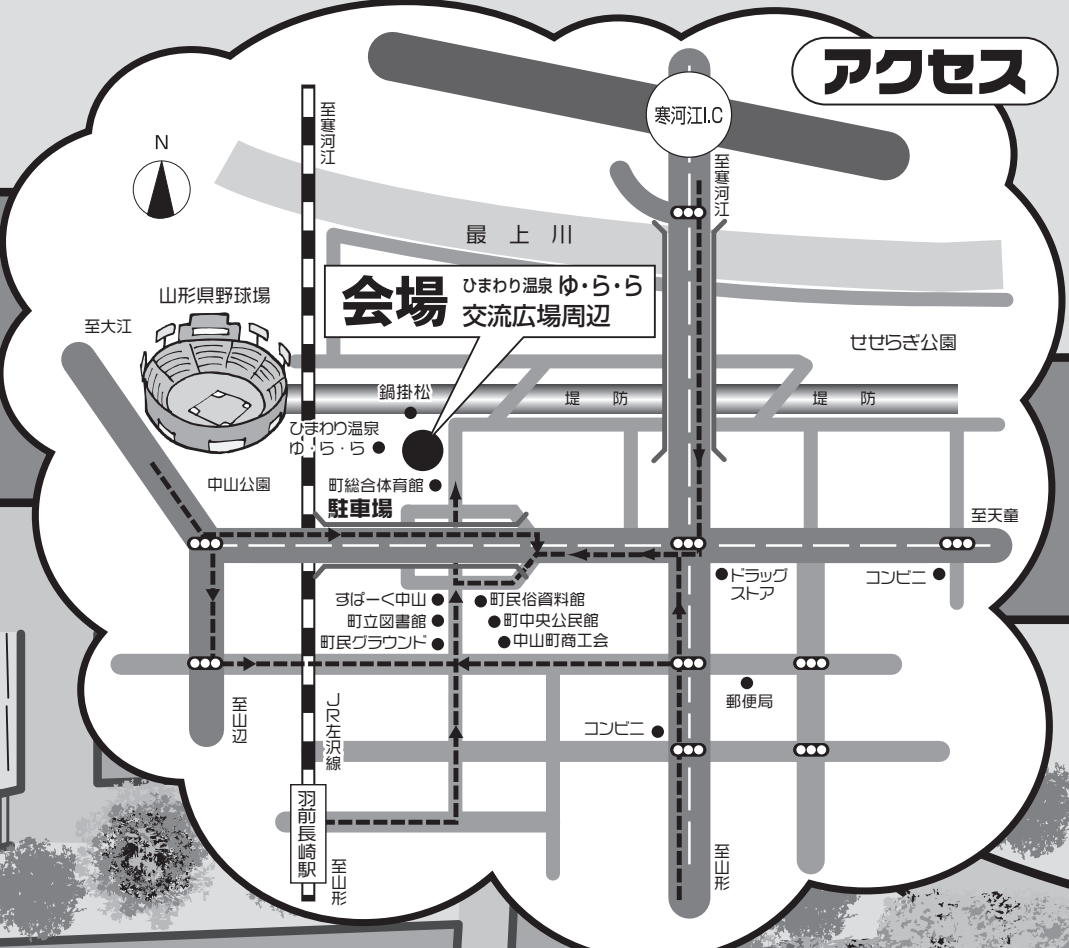 アクセス
寒河江I.C
至寒河江
至寒河江
N
最上川
会場
ひまわり温泉 ゆ・ら・ら
交流広場周辺
山形県野球場
至大江
せせらぎ公園
鍋掛松
堤防
堤防
ひまわり温泉
ゆ・ら・ら
中山公園
町総合体育館
駐車場
至天童
ドラッグ
ストア
コンビニ
すぱーく中山
町立図書館
町民グラウンド
町民俗資料館
町中央公民館
中山町商工会
郵便局
至山辺
JR左沢線
コンビニ
羽前長崎駅
至山形
至山形